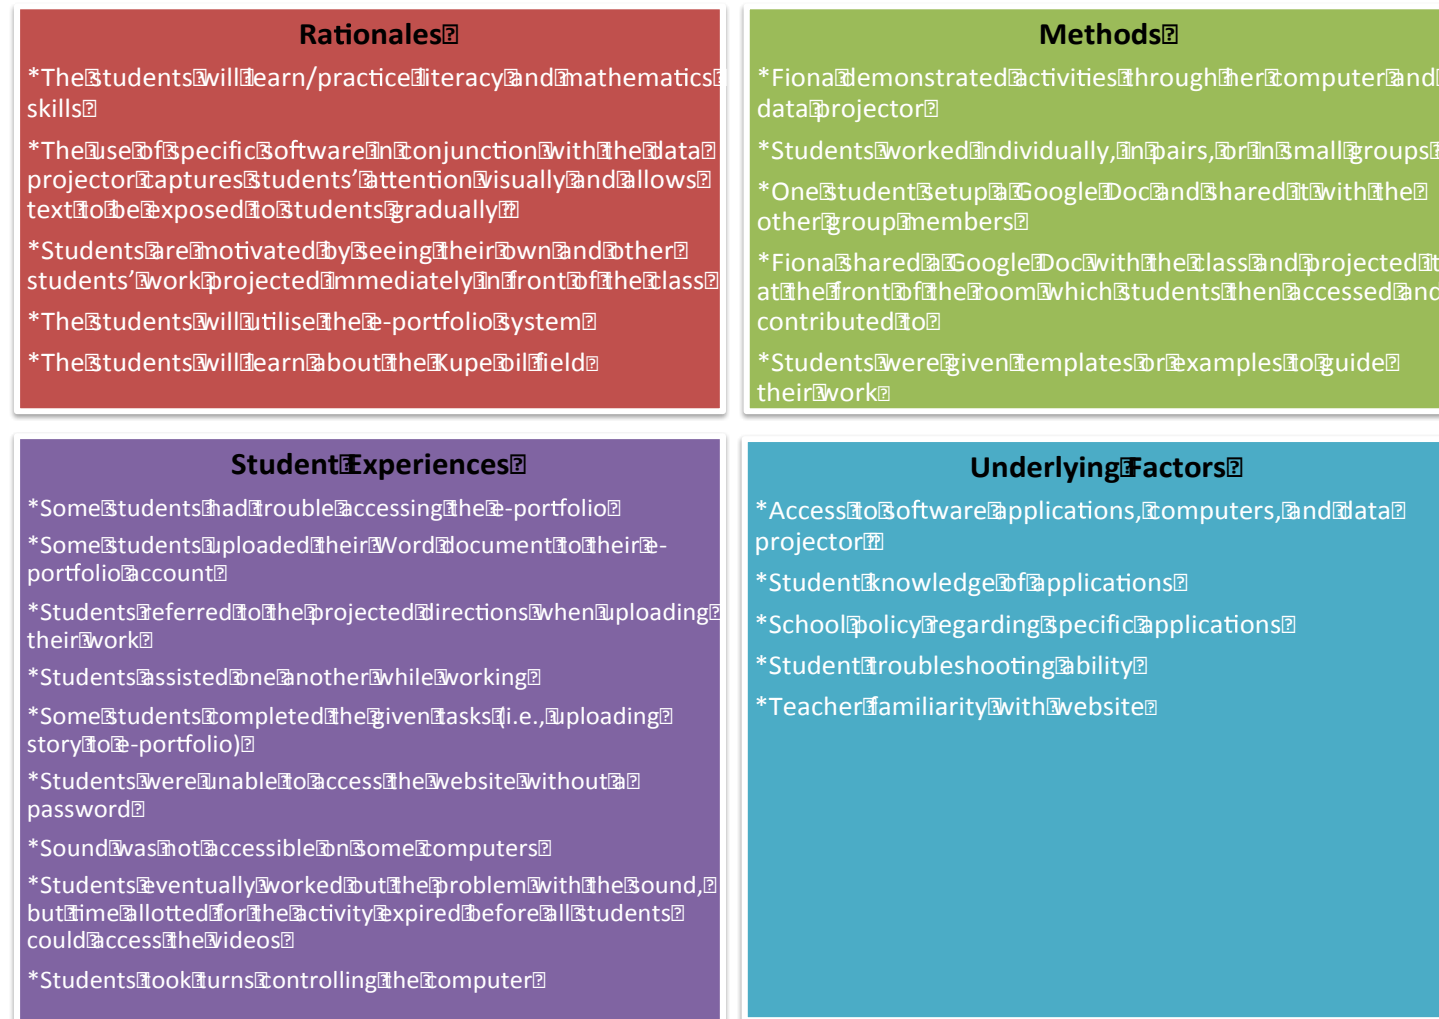 Rationales
*The students will learn/practice literacy and mathematics
skills
*The use of specific software in conjunction with the data
projector captures students' attention visually and allows
text to be exposed to students gradually
*Students are motivated by seeing their own and other
students' work projected immediately in front of the class
*The students will utilise the e-portfolio system
*The students will learn about the Kupe oil field
Methods
*Fiona demonstrated activities through her computer and
data projector
*Students worked individually, in pairs, or in small groups
*One student setup a Google Doc and shared it with the
other group members
*Fiona shared a Google Doc with the class and projected it
at the front of the room which students then accessed and
contributed to
*Students were given templates or examples to guide
their work
Student Experiences
*Some students had trouble accessing the e-portfolio
*Some students uploaded their Word document to their e-
portfolio account
*Students referred to the projected directions when uploading
their work
*Students assisted one another while working
*Some students completed the given tasks (i.e., uploading
story to e-portfolio)
*Students were unable to access the website without a
password
*Sound was not accessible on some computers
*Students eventually worked out the problem with the sound,
but time allotted for the activity expired before all students
could access the videos
*Students took turns controlling the computer
Underlying Factors
*Access to software applications, computers, and data
projector
*Student knowledge of applications
*School policy regarding specific applications
*Student troubleshooting ability
*Teacher familiarity with website